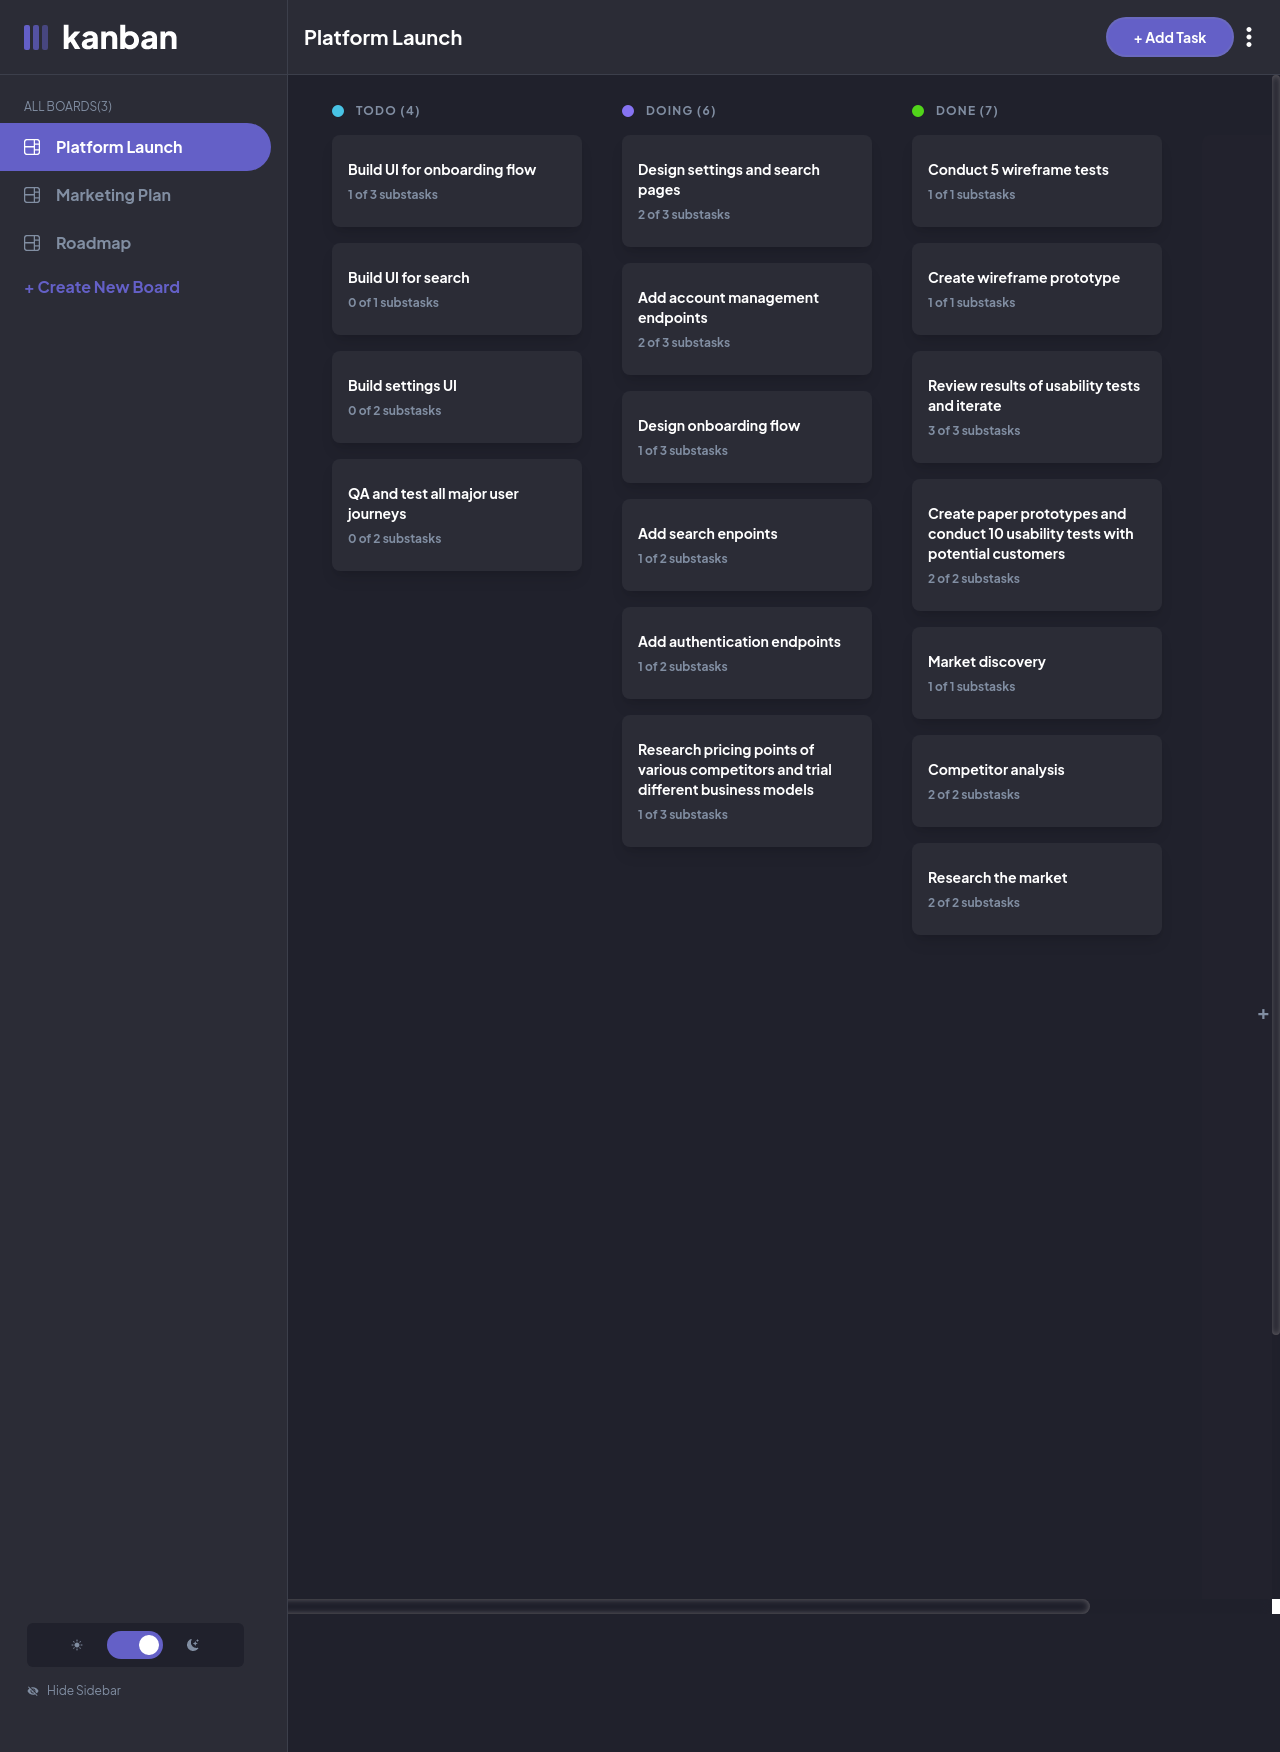 kanban
Platform Launch
+ Add Task
ALL BOARDS(3)
Platform Launch
Marketing Plan
Roadmap
+ Create New Board
TODO (4)
Build UI for onboarding flow
1 of 3 substasks
Build UI for search
0 of 1 substasks
Build settings UI
0 of 2 substasks
QA and test all major user
journeys
0 of 2 substasks
DOING (6)
Design settings and search
pages
2 of 3 substasks
Add account management
endpoints
2 of 3 substasks
Design onboarding flow
1 of 3 substasks
Add search enpoints
1 of 2 substasks
Add authentication endpoints
1 of 2 substasks
Research pricing points of
various competitors and trial
different business models
1 of 3 substasks
DONE (7)
Conduct 5 wireframe tests
1 of 1 substasks
Create wireframe prototype
1 of 1 substasks
Review results of usability tests
and iterate
3 of 3 substasks
Create paper prototypes and
conduct 10 usability tests with
potential customers
2 of 2 substasks
Market discovery
1 of 1 substasks
Competitor analysis
2 of 2 substasks
Research the market
2 of 2 substasks
+
Hide Sidebar